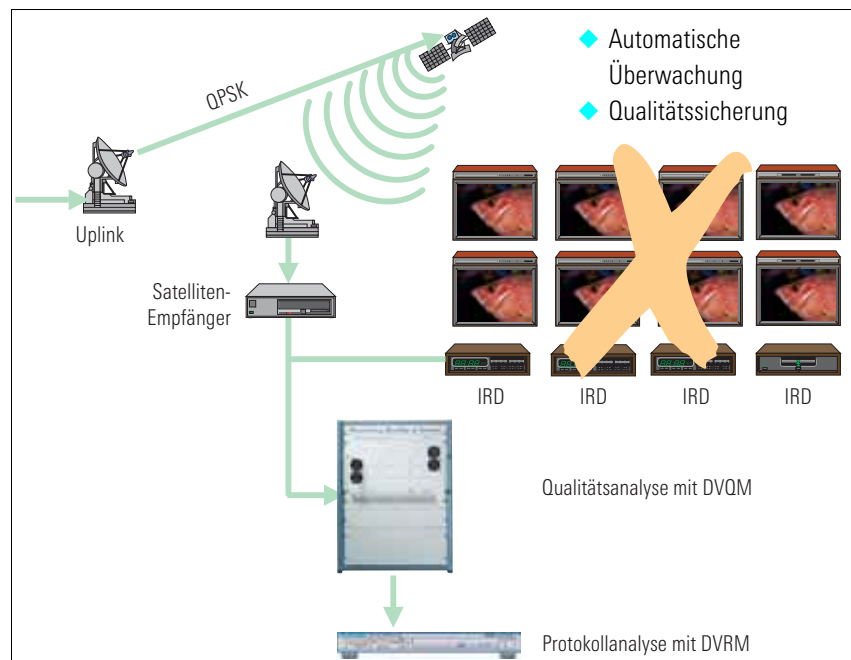 QPSK
Automatische
Überwachung
Qualitätssicherung
Uplink
Satelliten-
Empfänger
IRD
IRD
IRD
IRD
Qualitätsanalyse mit DVQM
Protokollanalyse mit DVRM